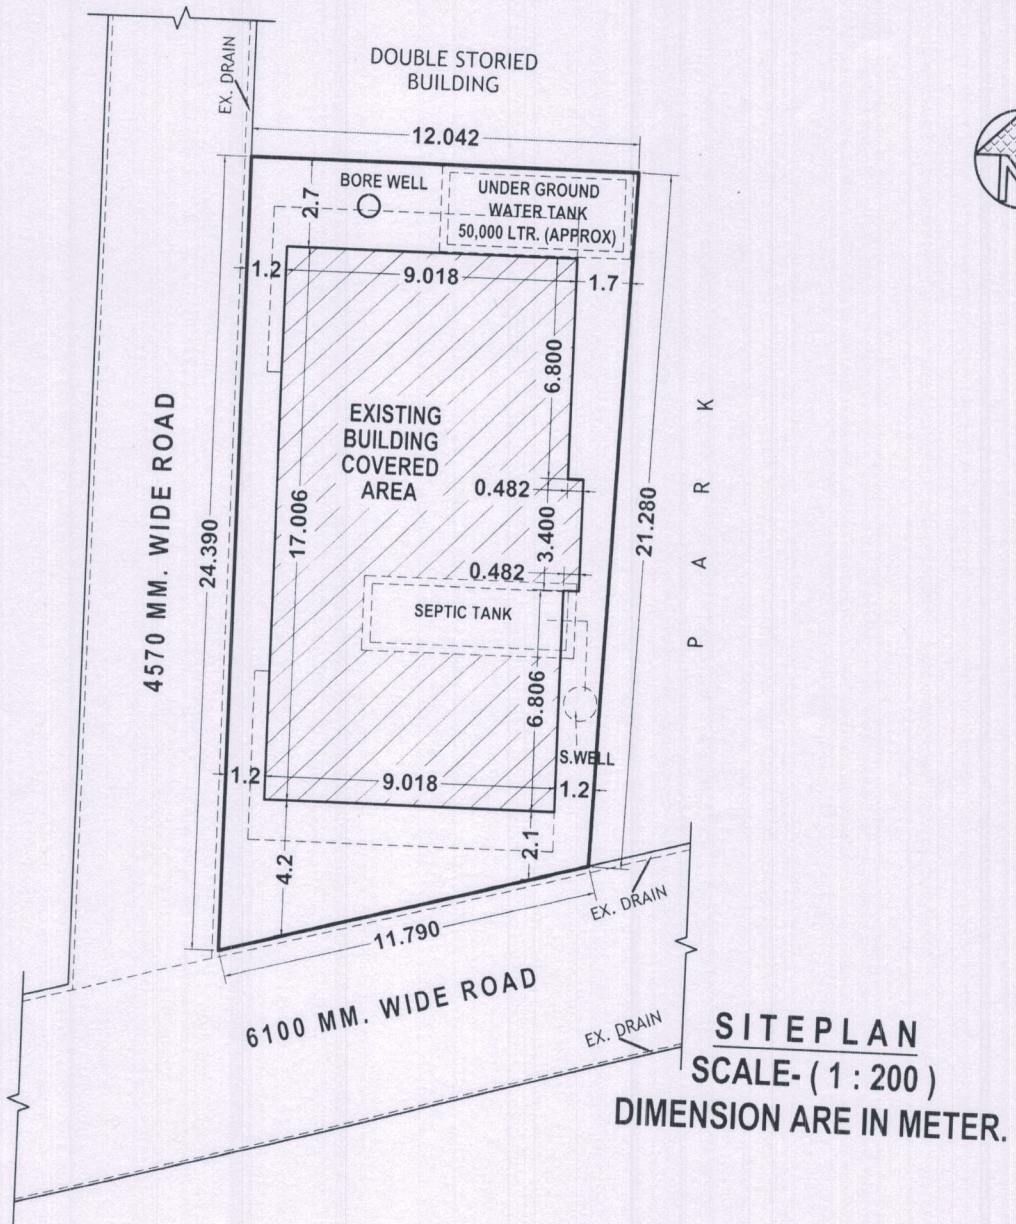 EX. DRAIN
DOUBLE STORIED
BUILDING
12.042
BORE WELL
UNDER GROUND
WATER TANK
50,000 LTR. (APPROX)
2.7
N
1.2
9.018
1.7
6.800
EXISTING
BUILDING
COVERED
AREA
4570 MM. WIDE ROAD
24.390
17.006
0.482
3.400
0.482
21.280
PARK
SEPTIC TANK
6.806
S.WELL
1.2
9.018
1.2
4.2
2.1
11.790
EX. DRAIN
6100 MM. WIDE ROAD
EX. DRAIN
SITEPLAN
SCALE- ( 1 : 200 )
DIMENSION ARE IN METER.